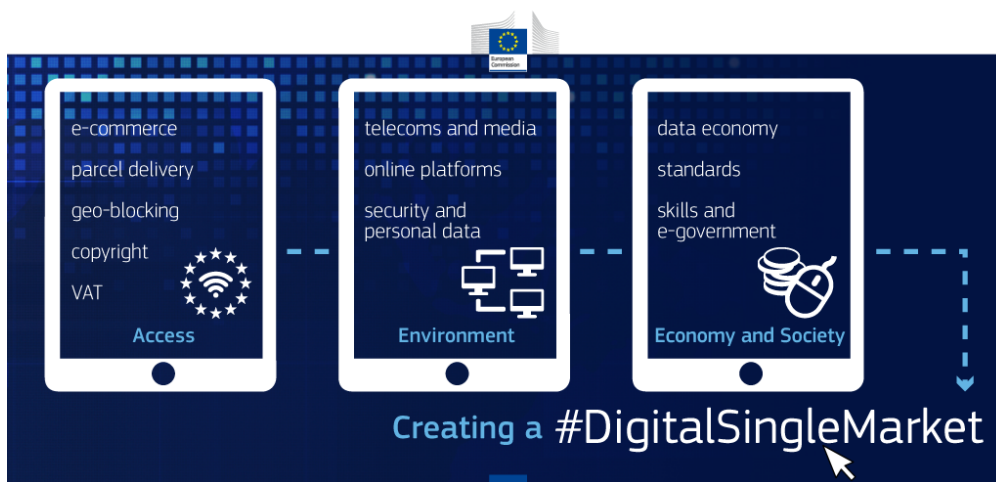 European
Commission
e-commerce
parcel delivery
geo-blocking
copyright
VAT
Access
telecoms and media
online platforms
security and
personal data
Environment
data economy
standards
skills and
e-government
Economy and Society
Creating a #DigitalSingleMarket